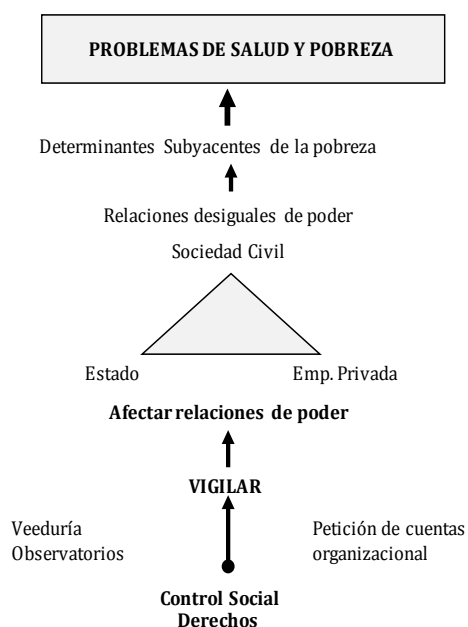 PROBLEMAS DE SALUD Y POBREZA
Determinantes Subyacentes de la pobreza
Relaciones desiguales de poder
Sociedad Civil
Estado
Emp. Privada
Afectar relaciones de poder
VIGILAR
Veeduría
Observatorios
Petición de cuentas
organizacional
Control Social
Derechos